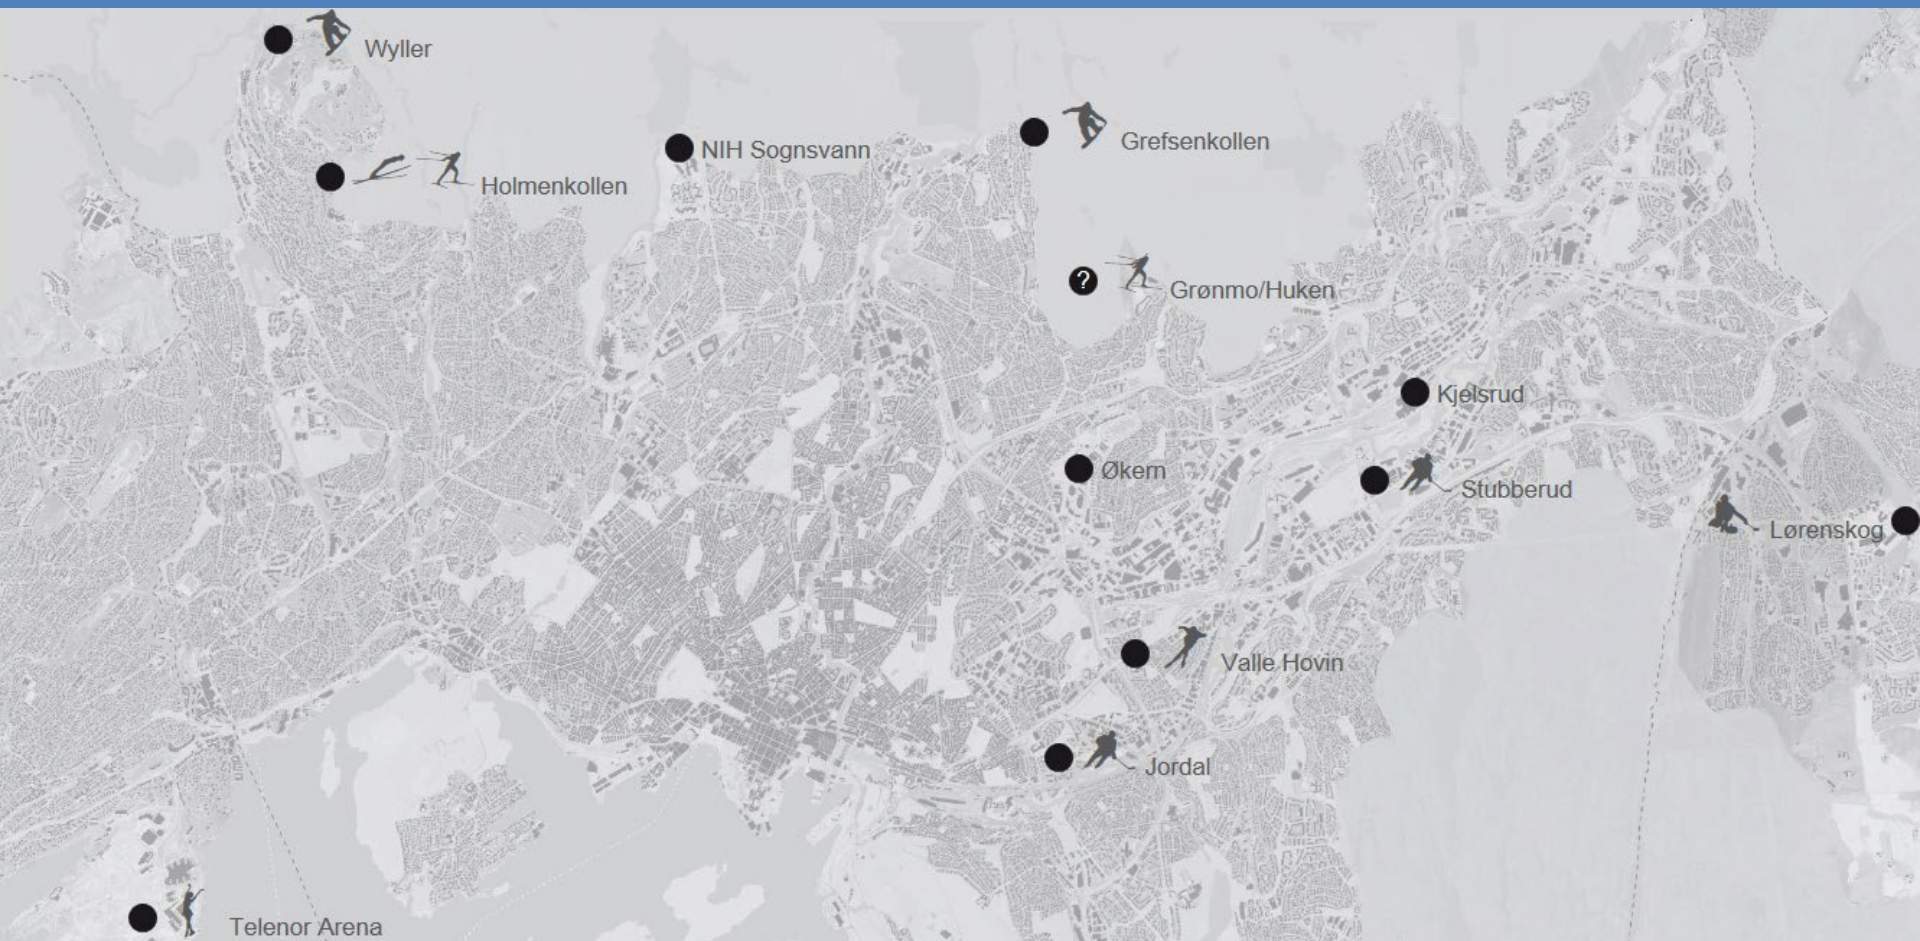 Wyller
Grefsenkollen
NIH Sognsvann
Holmenkollen
?
Grønmo/Huken
Kjelsrud
Økern
Stubberud
Lørenskog
Valle Hovin
Jordal
Telenor Arena